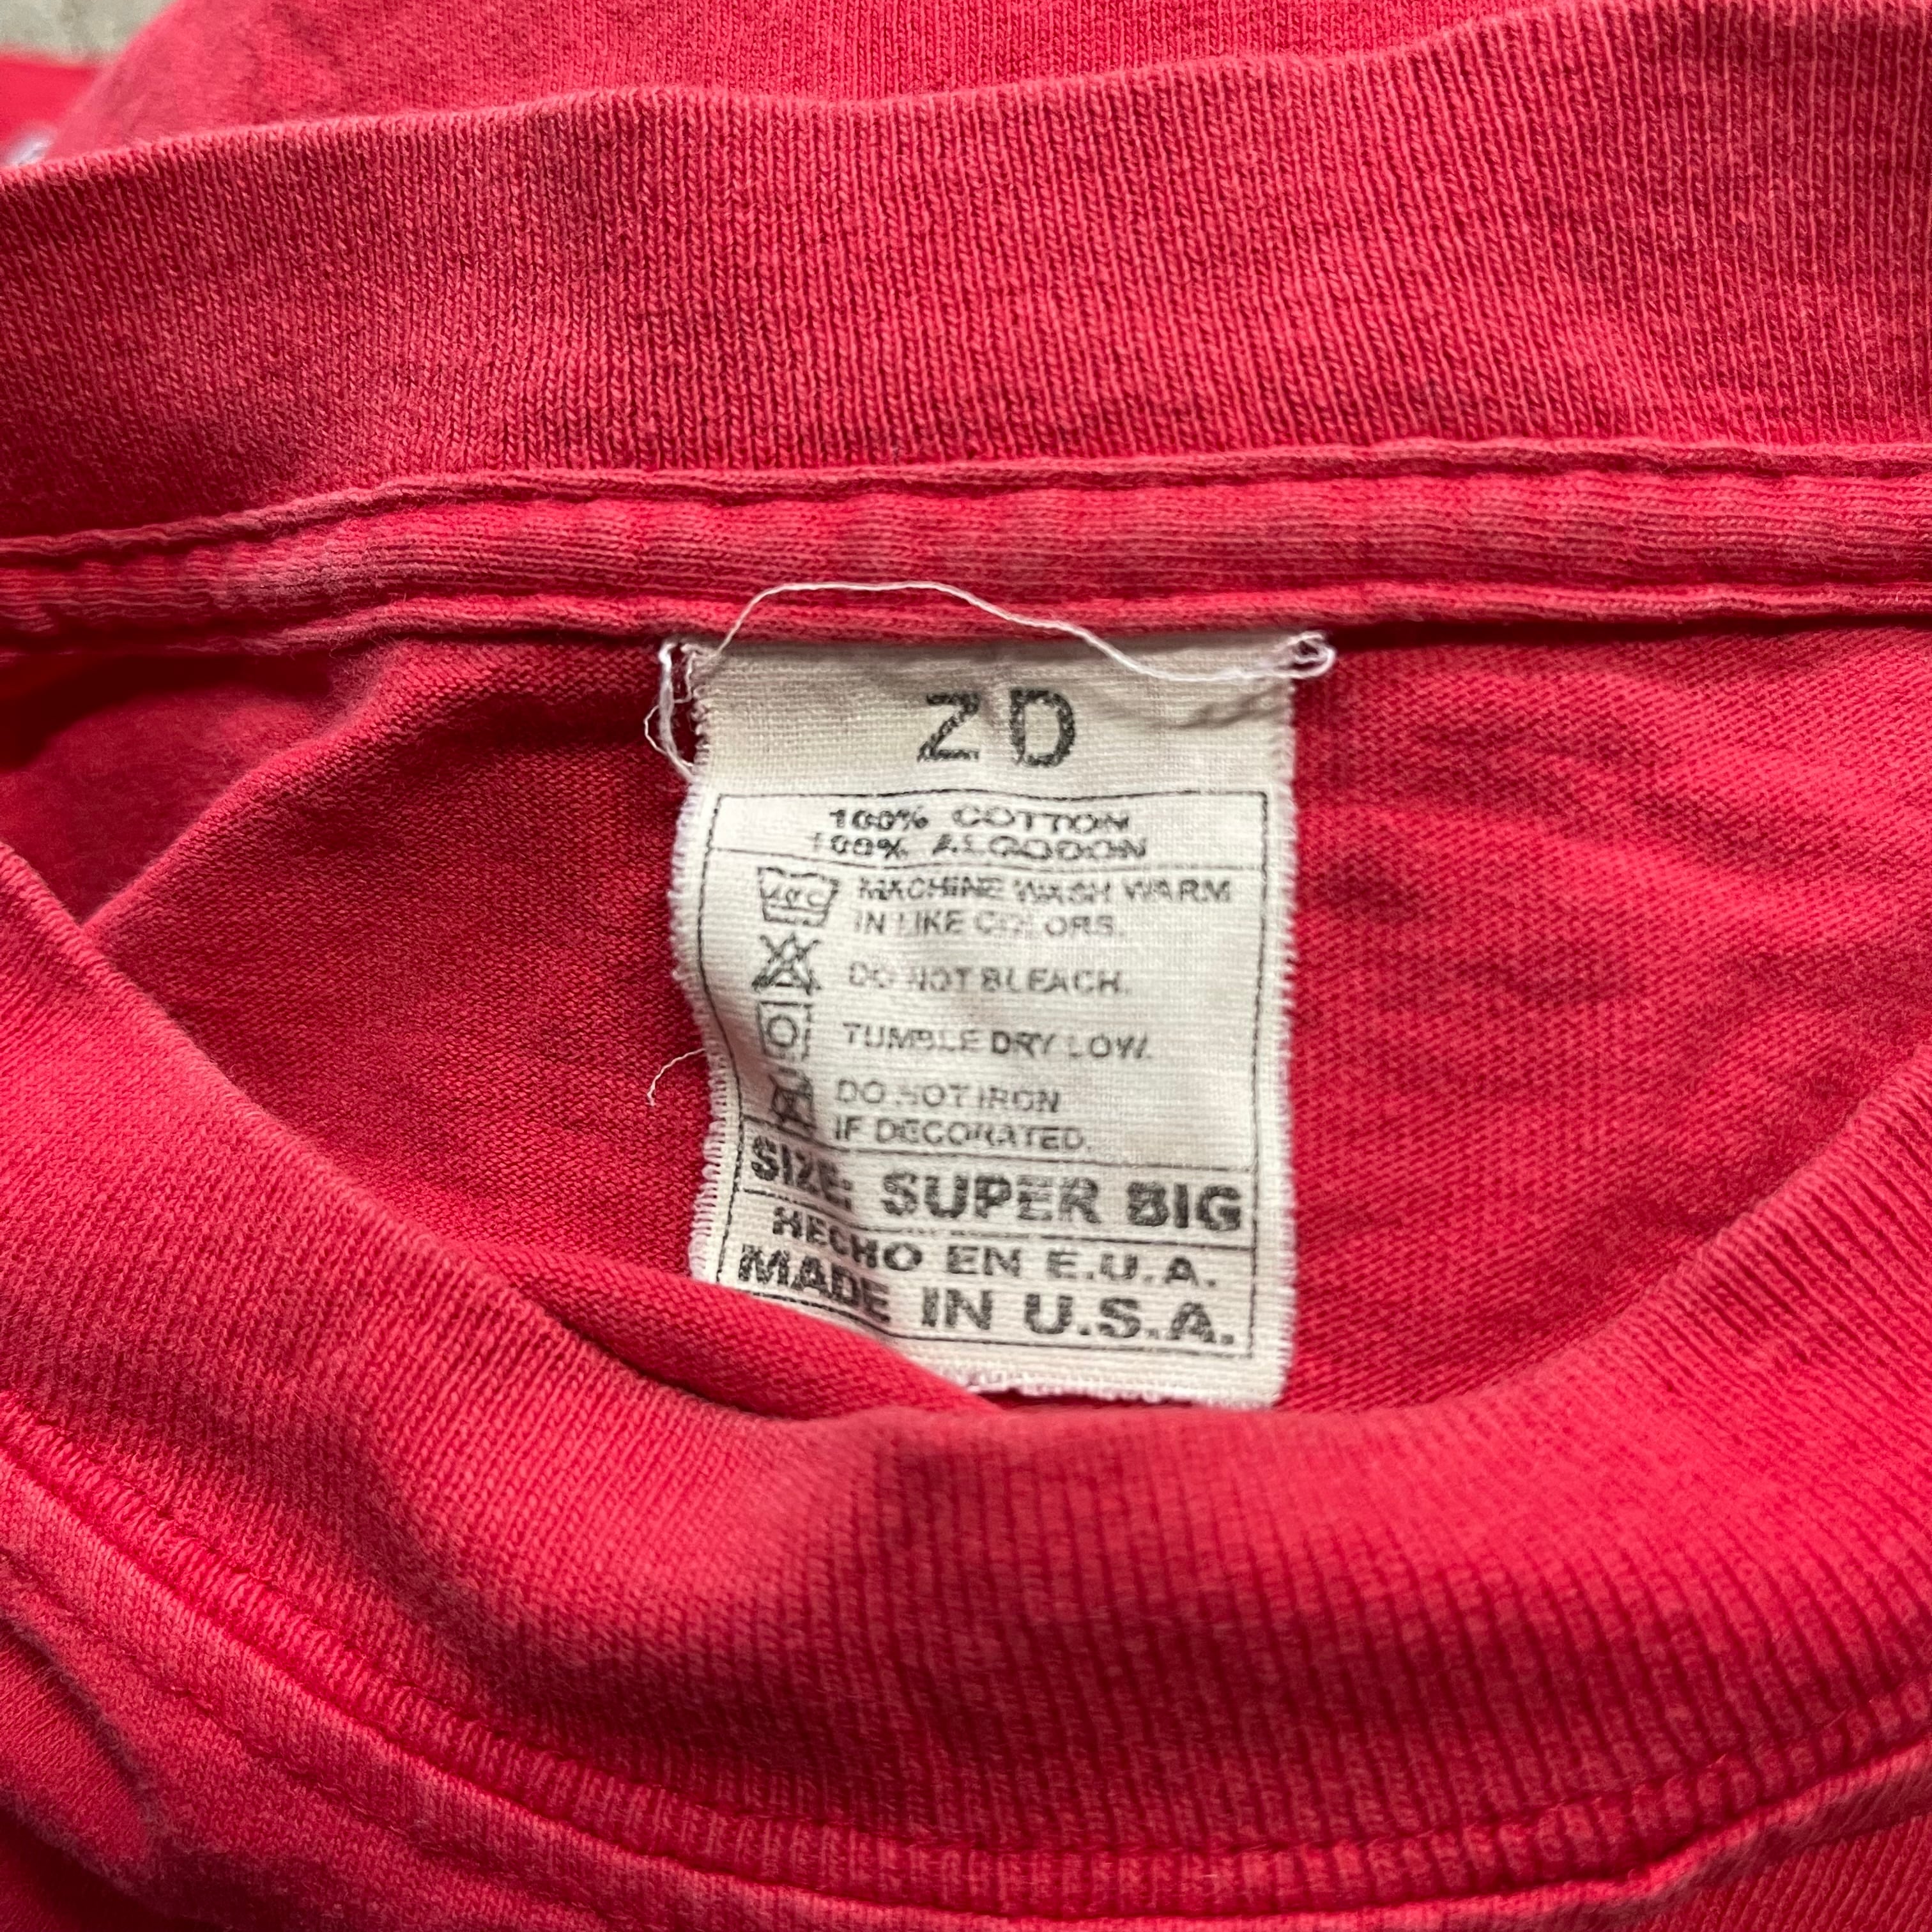 ZD
100% COTTON
100% ALGODON
MACHINE WASH WARM
IN LIKE COLORS.
DO NOT BLEACH.
TUMBLE DRY LOW.
DO NOT IRON
IF DECORATED.
SIZE: SUPER BIG
HECHO EN E.U.A.
MADE IN U.S.A.